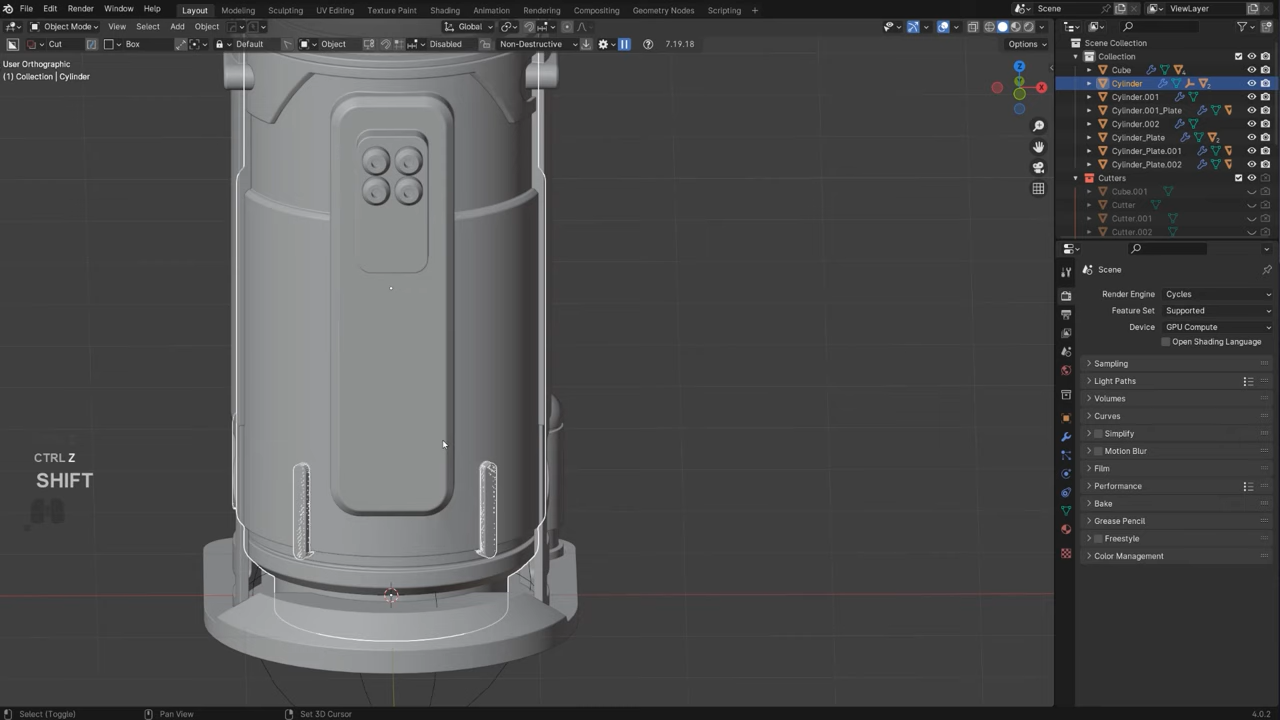 File Edit Render Window Help Layout Modeling Sculpting UV Editing Texture Paint Shading Animation Rendering Compositing Geometry Nodes Scripting + Scene ViewLayer
Object Mode View Select Add Object Global
Cut Box Default Object Disabled Non-Destructive 7.19.18 Options
User Orthographic
(1) Collection | Cylinder
Z
X
Scene Collection
Collection
Cube 4
Cylinder 2
Cylinder.001
Cylinder.001_Plate
Cylinder.002
Cylinder_Plate 2
Cylinder_Plate.001
Cylinder_Plate.002
Cutters
Cube.001
Cutter
Cutter.001
Cutter.002
Scene
Render Engine Cycles
Feature Set Supported
Device GPU Compute
Open Shading Language
Sampling
Light Paths
Volumes
Curves
Simplify
Motion Blur
Film
Performance
Bake
Grease Pencil
Freestyle
Color Management
CTRL Z
SHIFT
Select (Toggle) Pan View Set 3D Cursor 4.0.2